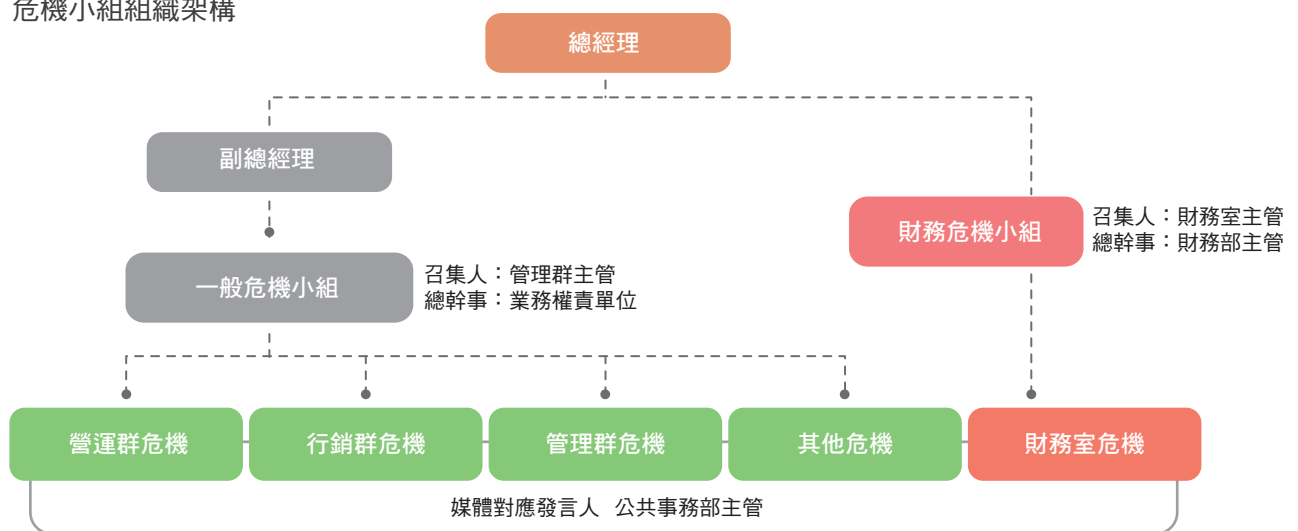 危機小組組織架構
總經理
副總經理
財務危機小組
召集人：財務室主管
總幹事：財務部主管
一般危機小組
召集人：管理群主管
總幹事：業務權責單位
營運群危機
行銷群危機
管理群危機
其他危機
財務室危機
媒體對應發言人 公共事務部主管